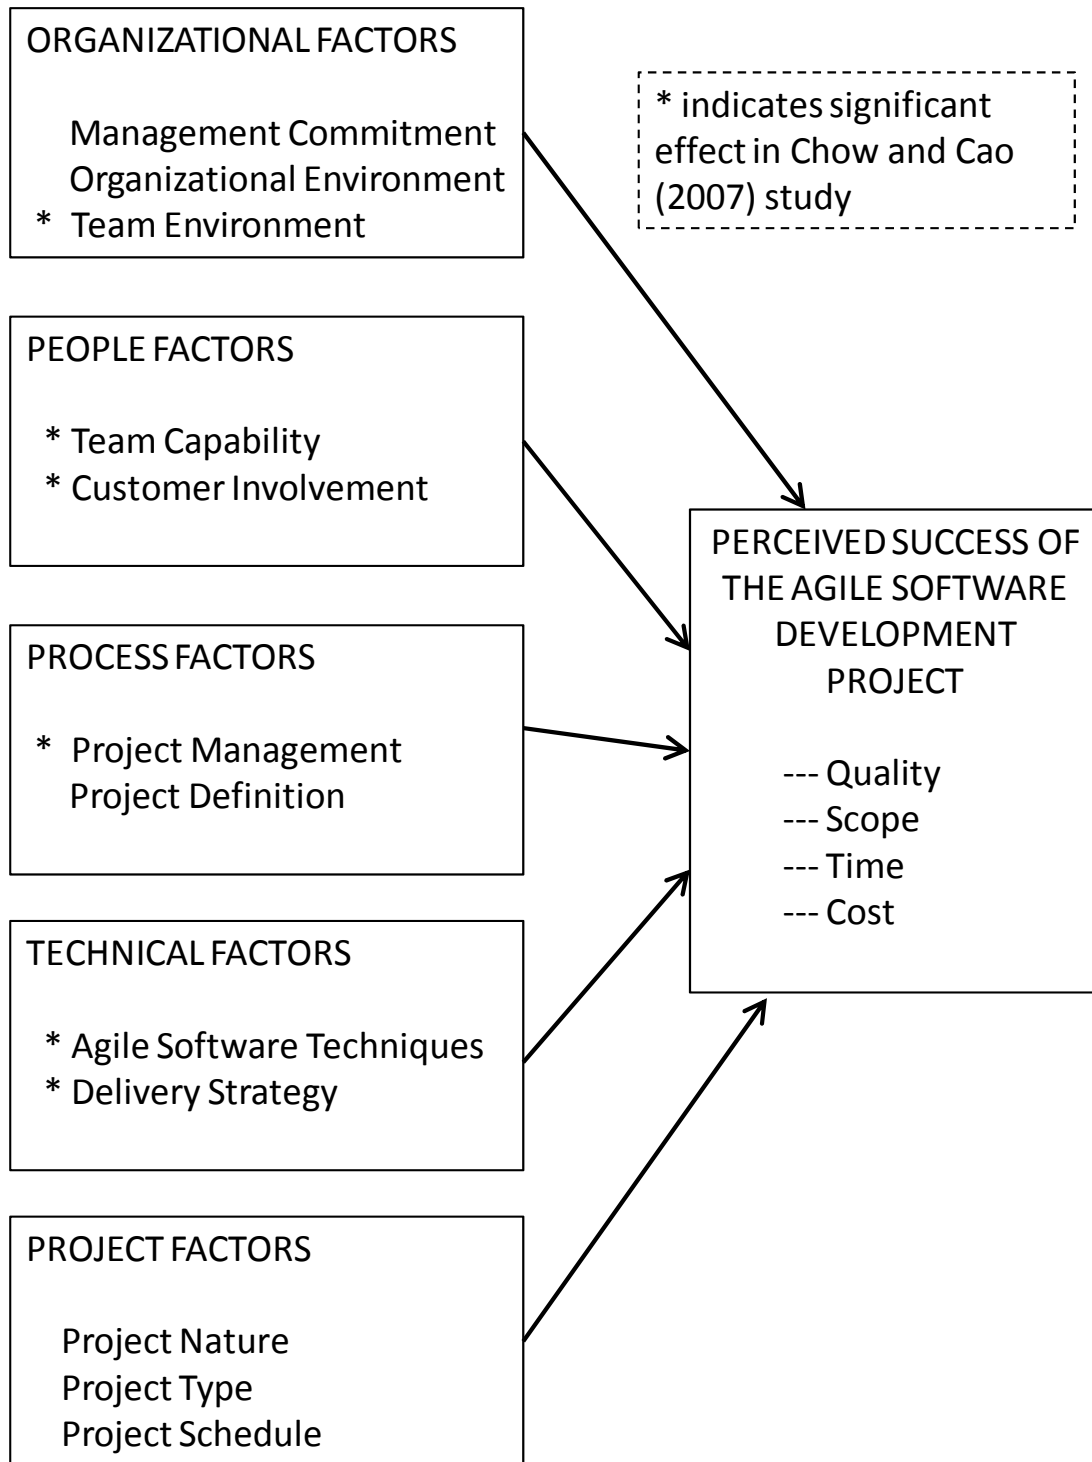 ORGANIZATIONAL FACTORS
Management Commitment
Organizational Environment
* Team Environment
* indicates significant
effect in Chow and Cao
(2007) study
PEOPLE FACTORS
* Team Capability
* Customer Involvement
PROCESS FACTORS
* Project Management
Project Definition
TECHNICAL FACTORS
* Agile Software Techniques
* Delivery Strategy
PROJECT FACTORS
Project Nature
Project Type
Project Schedule
PERCEIVED SUCCESS OF
THE AGILE SOFTWARE
DEVELOPMENT
PROJECT
--- Quality
--- Scope
--- Time
--- Cost